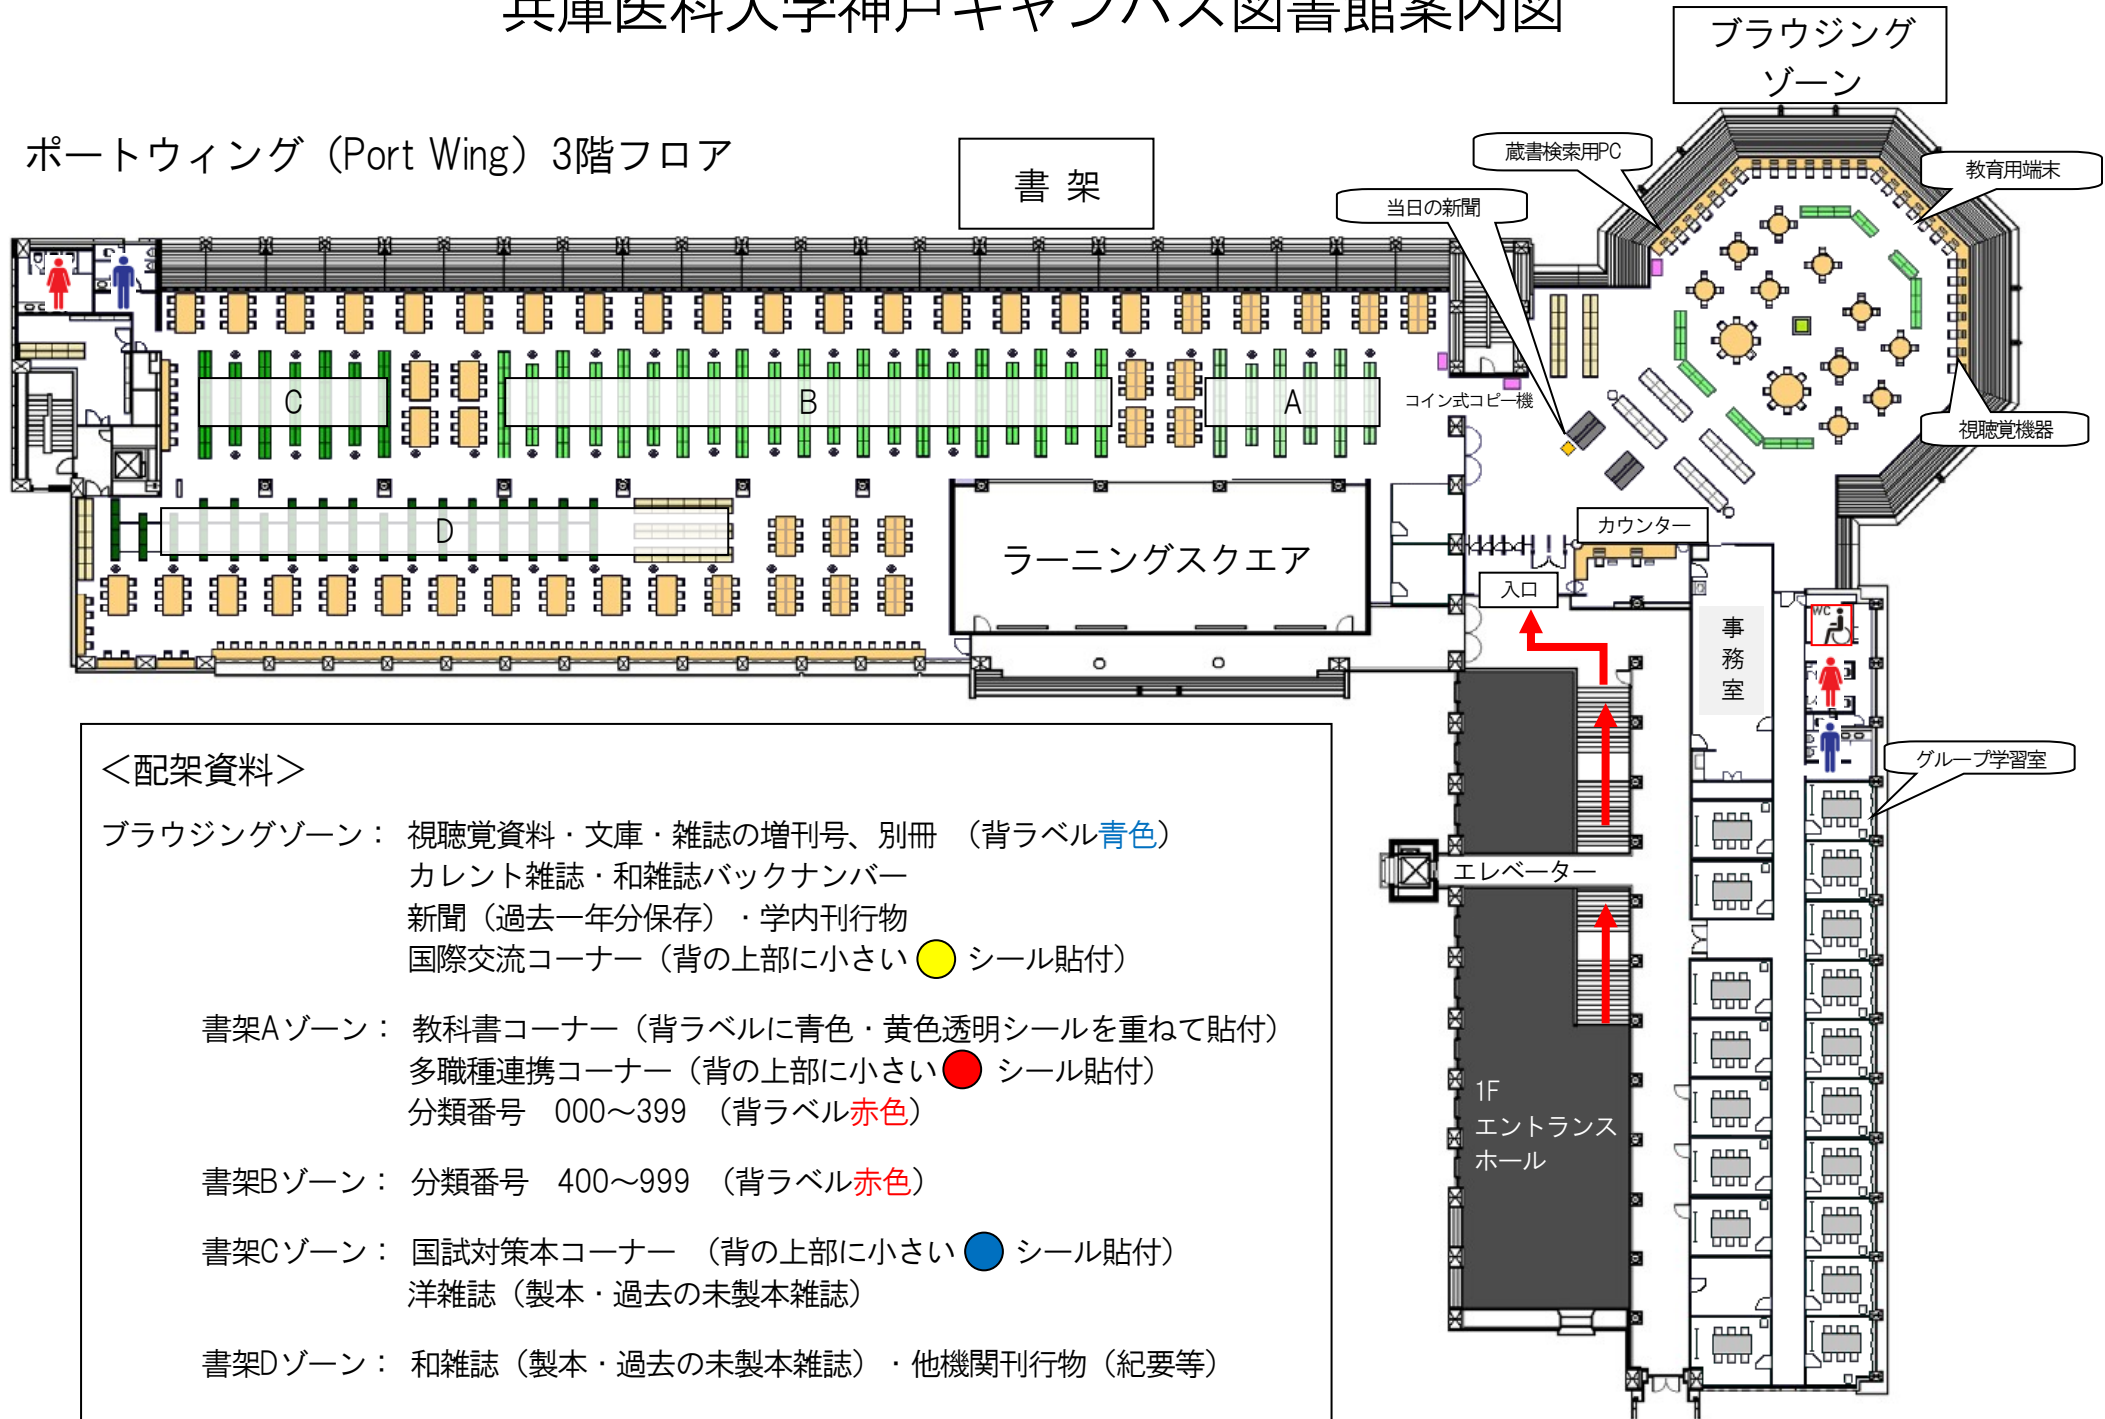 兵庫医科大学神戸キャンパス図書館案内図
ブラウジング
ゾーン
ポートウィング（Port Wing）3階フロア
書 架
蔵書検索用PC
教育用端末
当日の新聞
C
B
A
コイン式コピー機
視聴覚機器
D
ラーニングスクエア
カウンター
入口
WC
事
務
室
グループ学習室
エレベーター
1F
エントランス
ホール
＜配架資料＞
ブラウジングゾーン： 視聴覚資料・文庫・雑誌の増刊号、別冊 （背ラベル青色）
カレント雑誌・和雑誌バックナンバー
新聞（過去一年分保存）・学内刊行物
国際交流コーナー（背の上部に小さい シール貼付）
書架Aゾーン： 教科書コーナー（背ラベルに青色・黄色透明シールを重ねて貼付）
多職種連携コーナー（背の上部に小さい シール貼付）
分類番号 000～399 （背ラベル赤色）
書架Bゾーン： 分類番号 400～999 （背ラベル赤色）
書架Cゾーン： 国試対策本コーナー （背の上部に小さい シール貼付）
洋雑誌（製本・過去の未製本雑誌）
書架Dゾーン： 和雑誌（製本・過去の未製本雑誌）・他機関刊行物（紀要等）